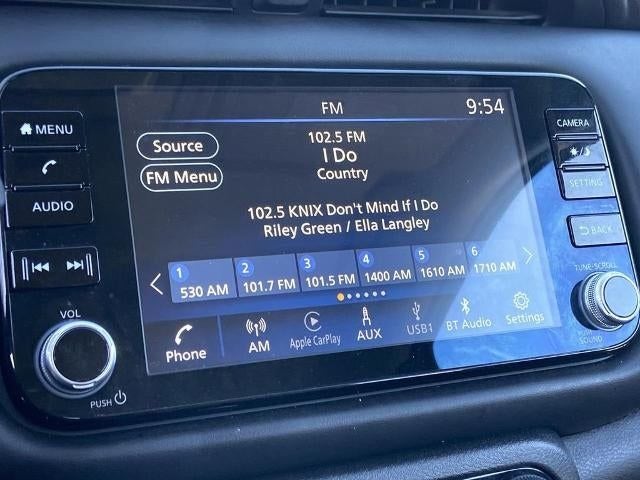 FM
9:54
MENU
AUDIO
VOL
PUSH
Source
FM Menu
102.5 FM
I Do
Country
102.5 KNIX Don't Mind If I Do
Riley Green / Ella Langley
1 530 AM
2 101.7 FM
3 101.5 FM
4 1400 AM
5 1610 AM
6 1710 AM
Phone
AM
Apple CarPlay
AUX
USB1
BT Audio
Settings
CAMERA
SETTING
BACK
TUNE-SCROLL
SOUND